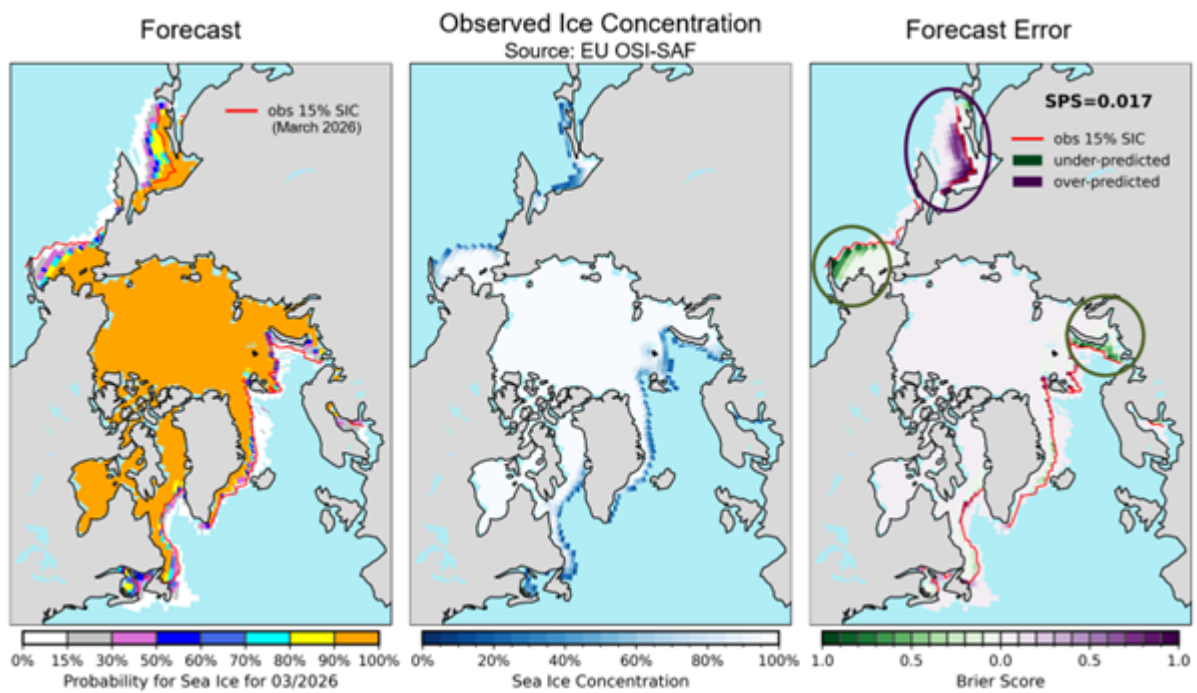 Forecast
obs 15% SIC
(March 2026)
0% 15% 30% 50% 60% 70% 80% 90% 100%
Probability for Sea Ice for 03/2026
Observed Ice Concentration
Source: EU OSI-SAF
0% 20% 40% 60% 80% 100%
Sea Ice Concentration
Forecast Error
SPS=0.017
obs 15% SIC
under-predicted
over-predicted
1.0 0.5 0.0 0.5 1.0
Brier Score